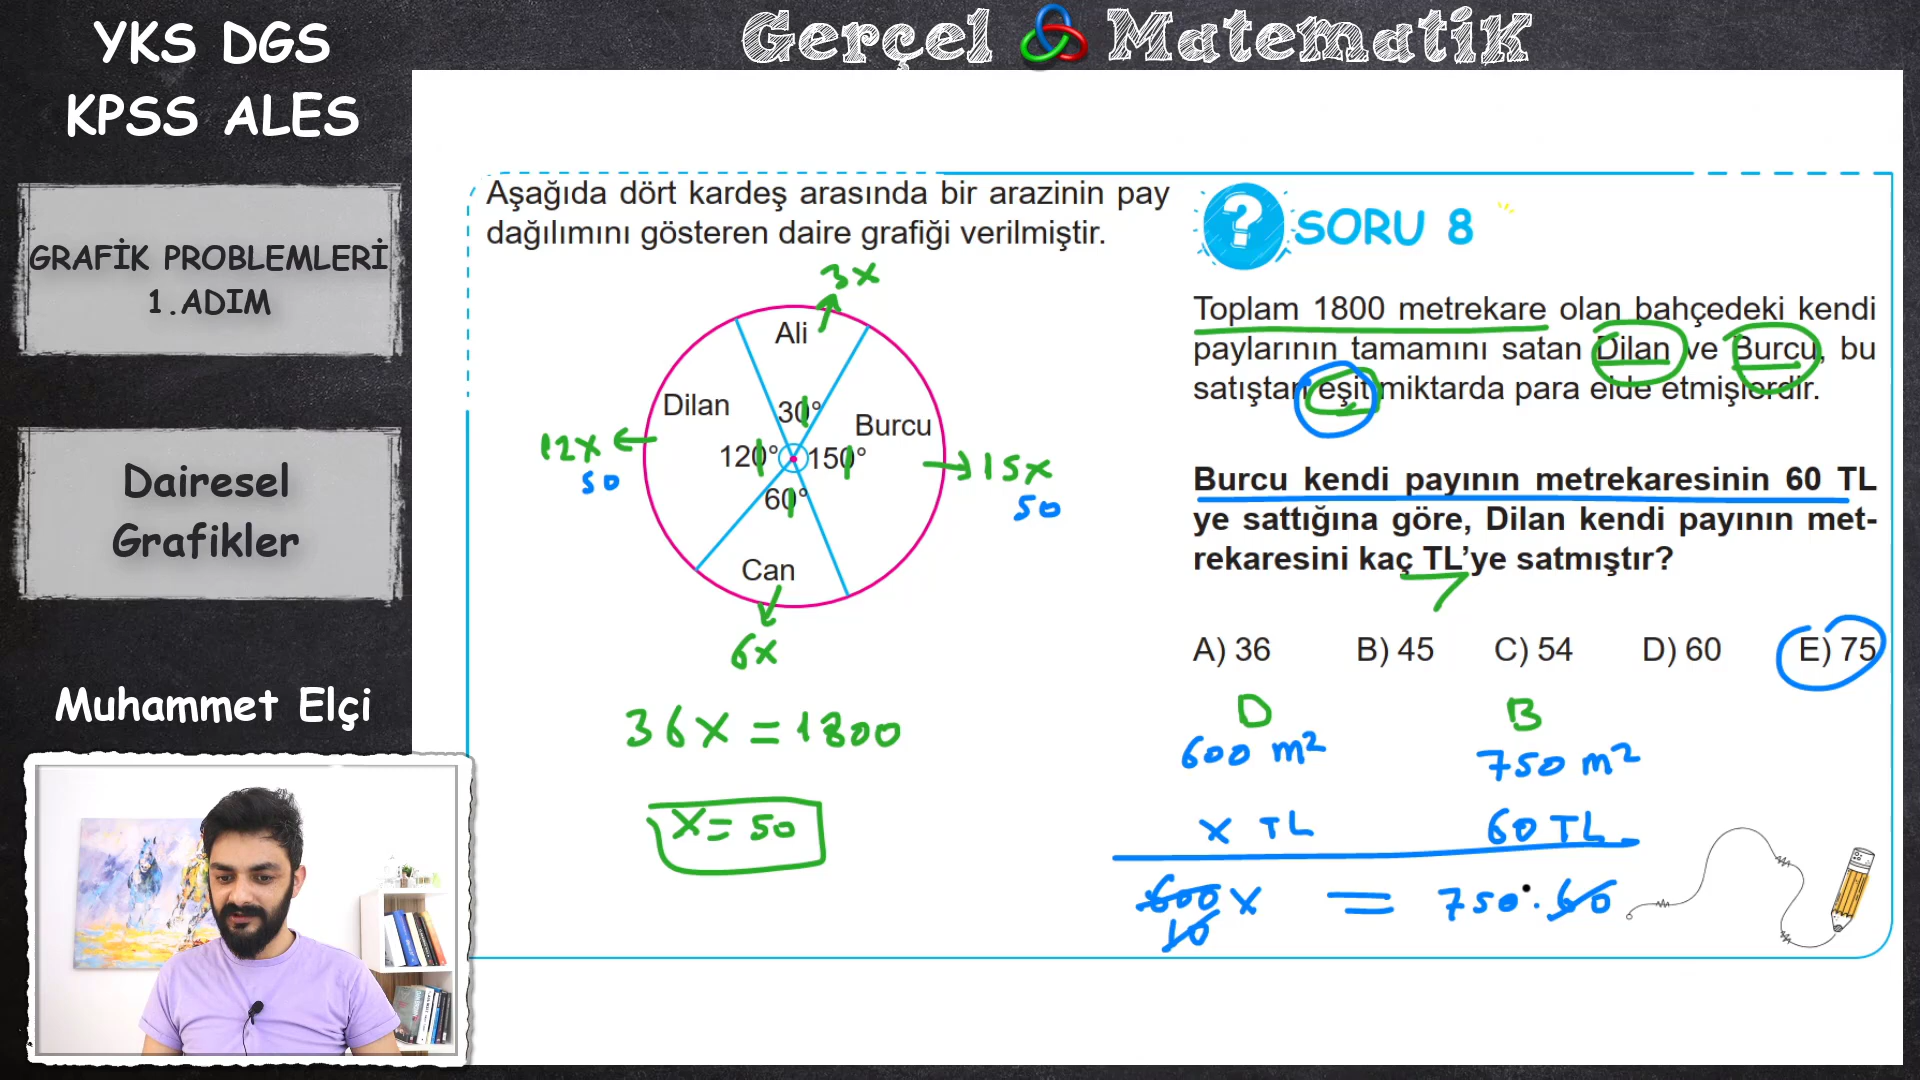 YKS DGS
KPSS ALES
Gerçel Matematik
GRAFİK PROBLEMLERİ
1.ADIM
Dairesel
Grafikler
Muhammet Elçi
Aşağıda dört kardeş arasında bir arazinin pay
dağılımını gösteren daire grafiği verilmiştir.
3x
Ali
Dilan
30°
Burcu
12x
120°
150°
15x
50
60°
50
Can
6x
36x = 1800
x = 50
? SORU 8
Toplam 1800 metrekare olan bahçedeki kendi
paylarının tamamını satan Dilan ve Burcu, bu
satıştan eşit miktarda para elde etmişlerdir.
Burcu kendi payının metrekaresinin 60 TL
ye sattığına göre, Dilan kendi payının met-
rekaresini kaç TL'ye satmıştır?
A) 36 B) 45 C) 54 D) 60 E) 75
D B
600 m² 750 m²
x TL 60 TL
600x = 750.60
10